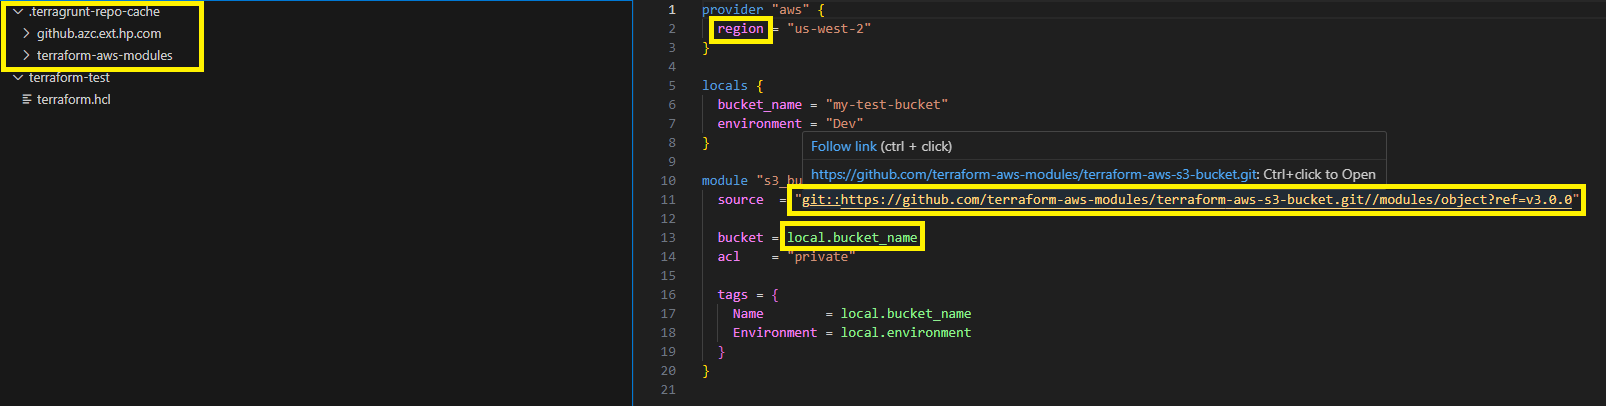 .terragrunt-repo-cache
github.azc.ext.hp.com
terraform-aws-modules
terraform-test
terraform.hcl
1 provider "aws" {
2 region = "us-west-2"
3 }
4
5 locals {
6 bucket_name = "my-test-bucket"
7 environment = "Dev"
8 }
Follow link (ctrl + click)
9
https://github.com/terraform-aws-modules/terraform-aws-s3-bucket.git: Ctrl+click to Open
10 module "s3_bu
11 source = "git::https://github.com/terraform-aws-modules/terraform-aws-s3-bucket.git//modules/object?ref=v3.0.0"
12
13 bucket = local.bucket_name
14 acl = "private"
15
16 tags = {
17 Name = local.bucket_name
18 Environment = local.environment
19 }
20 }
21